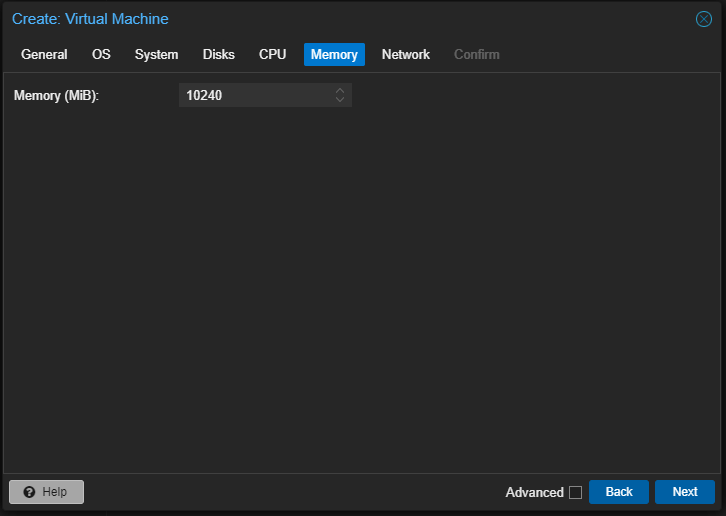 Create: Virtual Machine
General OS System Disks CPU Memory Network Confirm
Memory (MiB): 10240
Help Advanced Back Next